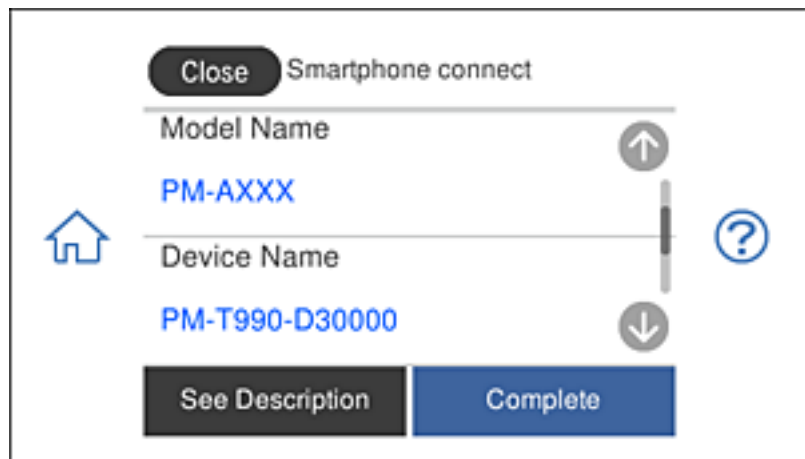 Close Smartphone connect
Model Name
PM-AXXX
Device Name
PM-T990-D30000
See Description Complete